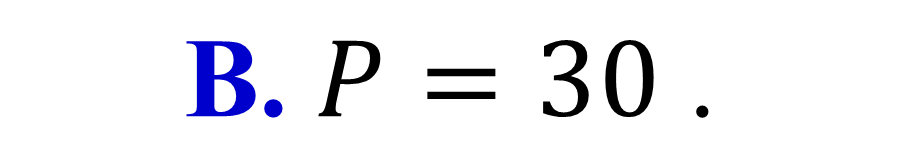 B. P = 30 .